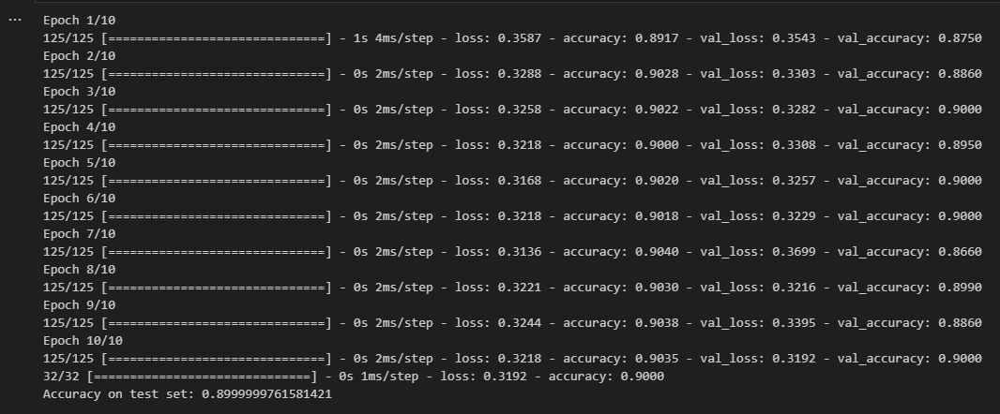 ...
Epoch 1/10
125/125 [==============================] - 1s 4ms/step - loss: 0.3587 - accuracy: 0.8917 - val_loss: 0.3543 - val_accuracy: 0.8750
Epoch 2/10
125/125 [==============================] - 0s 2ms/step - loss: 0.3288 - accuracy: 0.9028 - val_loss: 0.3303 - val_accuracy: 0.8860
Epoch 3/10
125/125 [==============================] - 0s 2ms/step - loss: 0.3258 - accuracy: 0.9022 - val_loss: 0.3282 - val_accuracy: 0.9000
Epoch 4/10
125/125 [==============================] - 0s 2ms/step - loss: 0.3218 - accuracy: 0.9000 - val_loss: 0.3308 - val_accuracy: 0.8950
Epoch 5/10
125/125 [==============================] - 0s 2ms/step - loss: 0.3168 - accuracy: 0.9020 - val_loss: 0.3257 - val_accuracy: 0.9000
Epoch 6/10
125/125 [==============================] - 0s 2ms/step - loss: 0.3218 - accuracy: 0.9018 - val_loss: 0.3229 - val_accuracy: 0.9000
Epoch 7/10
125/125 [==============================] - 0s 2ms/step - loss: 0.3136 - accuracy: 0.9040 - val_loss: 0.3699 - val_accuracy: 0.8660
Epoch 8/10
125/125 [==============================] - 0s 2ms/step - loss: 0.3221 - accuracy: 0.9030 - val_loss: 0.3216 - val_accuracy: 0.8990
Epoch 9/10
125/125 [==============================] - 0s 2ms/step - loss: 0.3244 - accuracy: 0.9038 - val_loss: 0.3395 - val_accuracy: 0.8860
Epoch 10/10
125/125 [==============================] - 0s 2ms/step - loss: 0.3218 - accuracy: 0.9035 - val_loss: 0.3192 - val_accuracy: 0.9000
32/32 [==============================] - 0s 1ms/step - loss: 0.3192 - accuracy: 0.9000
Accuracy on test set: 0.8999999761581421